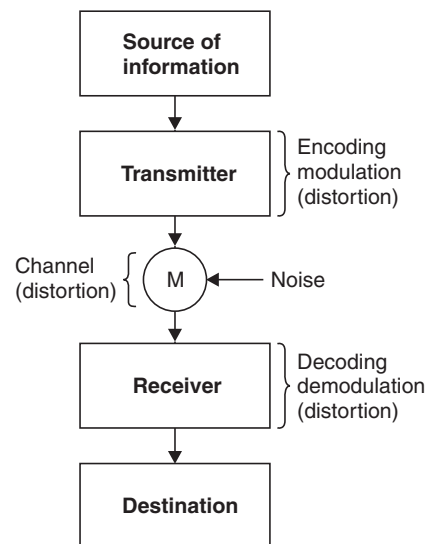 Source of
information
Transmitter
Encoding
modulation
(distortion)
Channel
(distortion)
M
Noise
Receiver
Decoding
demodulation
(distortion)
Destination